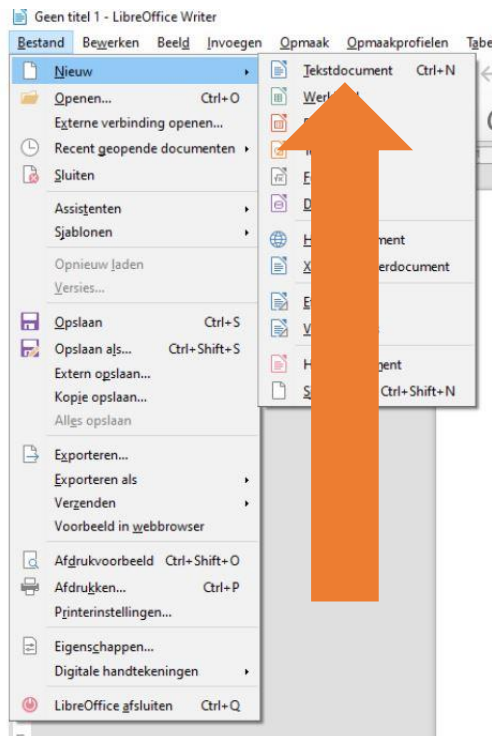 Geen titel 1 - LibreOffice Writer
Bestand Bewerken Beeld Invoegen Opmaak Opmaakprofielen
Nieuw
Openen... Ctrl+O
Externe verbinding openen...
Recent geopende documenten
Sluiten
Assistenten
Sjablonen
Opnieuw laden
Versies...
Opslaan Ctrl+S
Opslaan als... Ctrl+Shift+S
Extern opslaan...
Kopie opslaan...
Alles opslaan
Exporteren...
Exporteren als
Verzenden
Voorbeeld in webbrowser
Afdrukvoorbeeld Ctrl+Shift+O
Afdrukken... Ctrl+P
Printerinstellingen...
Eigenschappen...
Digitale handtekeningen
LibreOffice afsluiten Ctrl+Q
Tekstdocument Ctrl+N
Ctrl+Shift+N